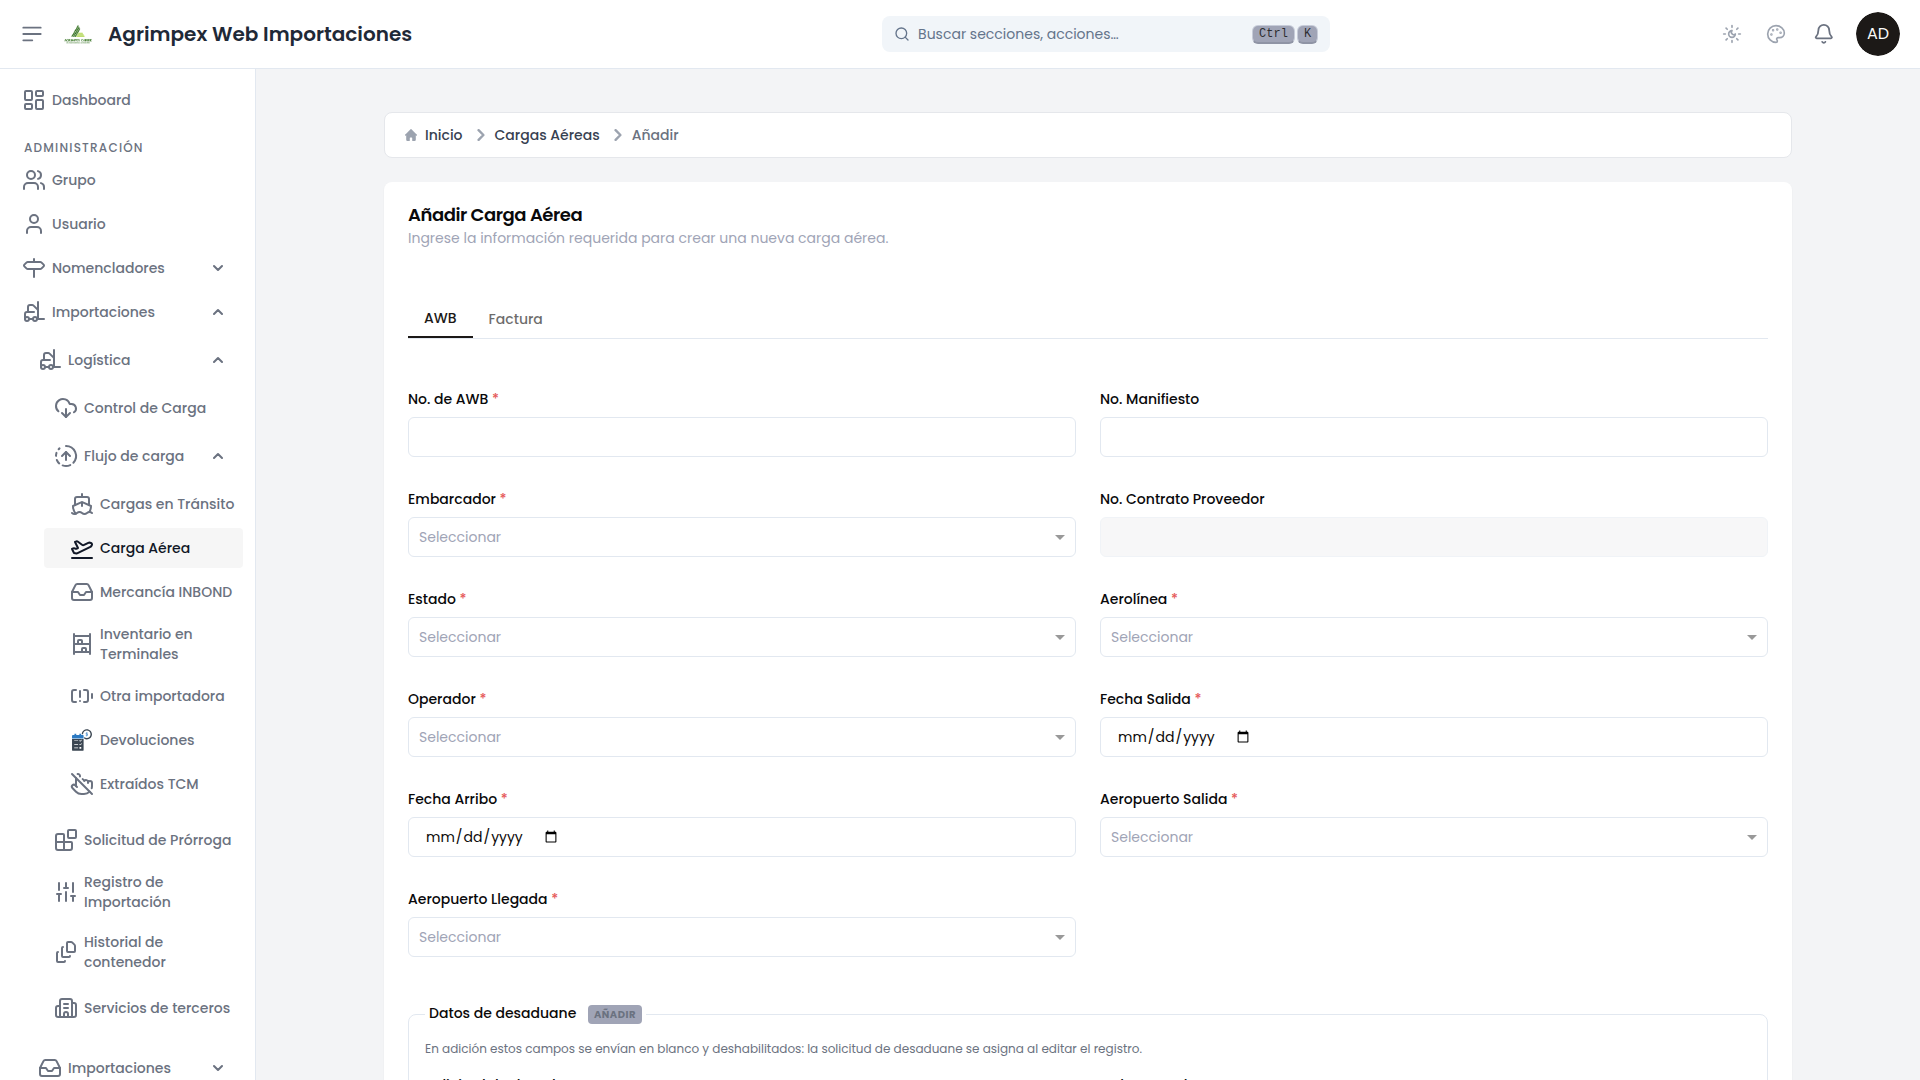 Agrimpex Web Importaciones
Buscar secciones, acciones...
Ctrl K
AD
Dashboard
ADMINISTRACIÓN
Grupo
Usuario
Nomencladores
Importaciones
Logística
Control de Carga
Flujo de carga
Cargas en Tránsito
Carga Aérea
Mercancía INBOND
Inventario en
Terminales
Otra importadora
Devoluciones
Extraídos TCM
Solicitud de Prórroga
Registro de
Importación
Historial de
contenedor
Servicios de terceros
Importaciones
Inicio > Cargas Aéreas > Añadir
Añadir Carga Aérea
Ingrese la información requerida para crear una nueva carga aérea.
AWB Factura
No. de AWB * No. Manifiesto
Embarcador * No. Contrato Proveedor
Seleccionar
Estado * Aerolínea *
Seleccionar Seleccionar
Operador * Fecha Salida *
Seleccionar mm/dd/yyyy
Fecha Arribo * Aeropuerto Salida *
mm/dd/yyyy Seleccionar
Aeropuerto Llegada *
Seleccionar
Datos de desaduane AÑADIR
En adición estos campos se envían en blanco y deshabilitados: la solicitud de desaduane se asigna al editar el registro.